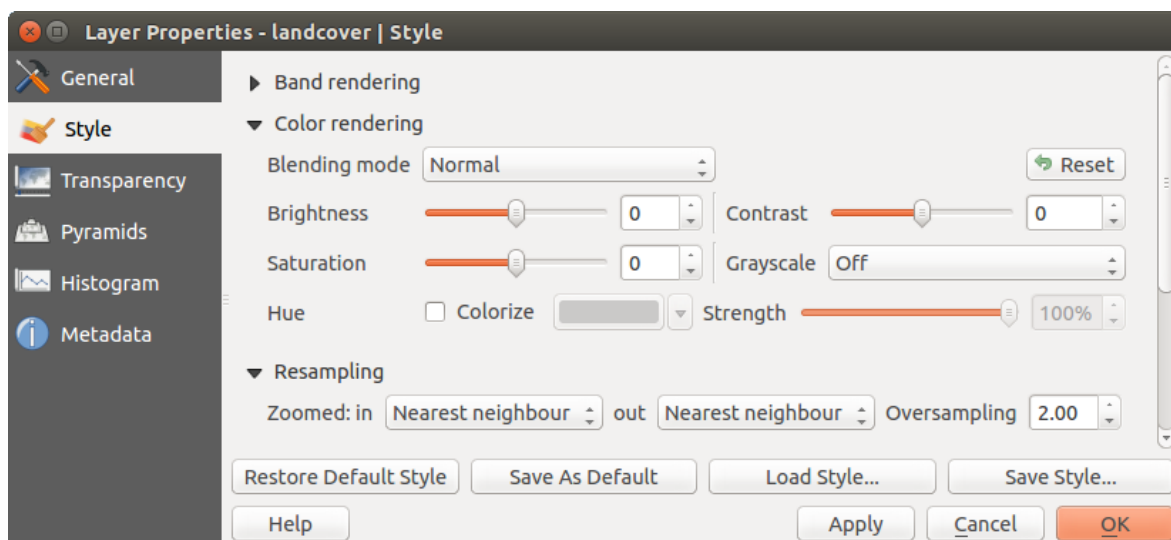 Layer Properties - landcover | Style
General
Style
Transparency
Pyramids
Histogram
Metadata
Band rendering
Color rendering
Blending mode Normal Reset
Brightness 0 Contrast 0
Saturation 0 Grayscale Off
Hue Colorize Strength 100%
Resampling
Zoomed: in Nearest neighbour out Nearest neighbour Oversampling 2.00
Restore Default Style Save As Default Load Style... Save Style...
Help Apply Cancel OK